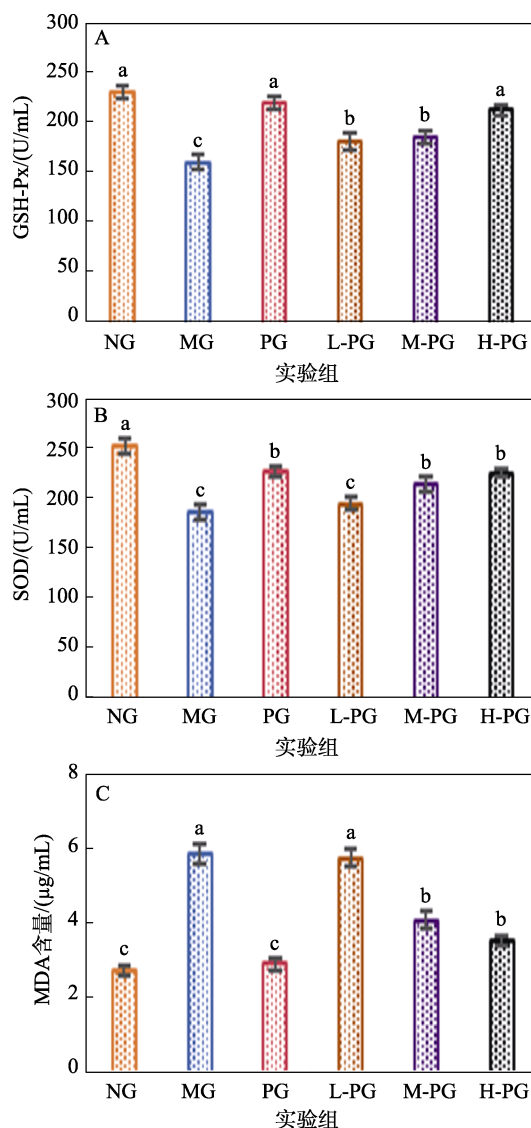 A
GSH-Px/(U/mL)
300
250
200
150
100
50
0
a
c
a
b
b
a
NG MG PG L-PG M-PG H-PG
实验组
B
SOD/(U/mL)
300
250
200
150
100
50
0
a
c
b
c
b
b
NG MG PG L-PG M-PG H-PG
实验组
C
MDA含量/(μg/mL)
8
6
4
2
0
c
a
c
a
b
b
NG MG PG L-PG M-PG H-PG
实验组